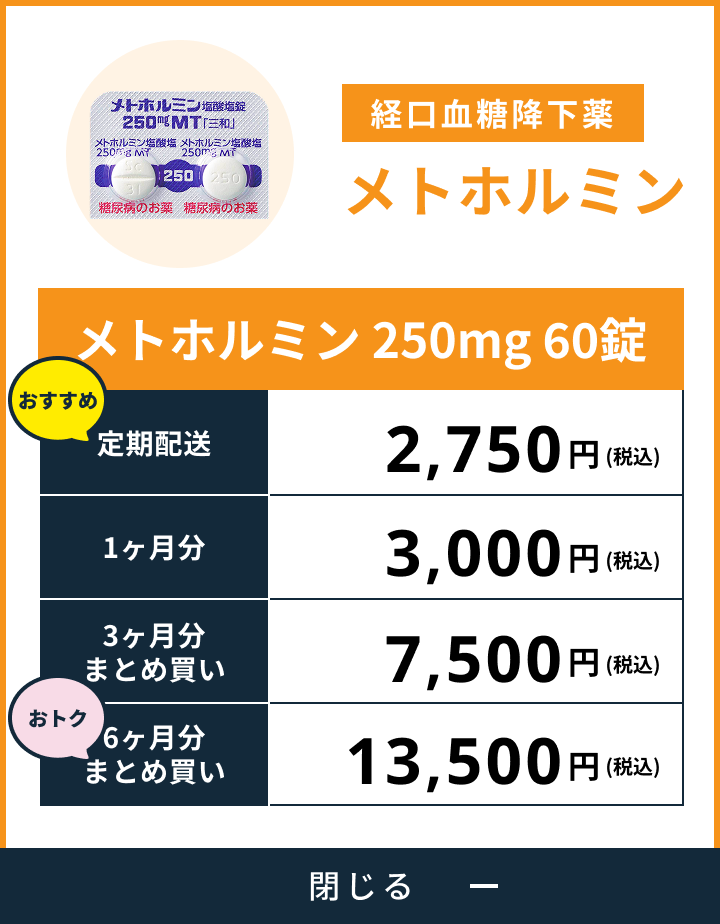 メトホルミン塩酸塩錠
250mg MT「三和」
メトホルミン塩酸塩 メトホルミン塩酸塩
250mg MT 250mg MT
250
250
糖尿病のお薬 糖尿病のお薬
経口血糖降下薬
メトホルミン
メトホルミン 250mg 60錠
おすすめ
定期配送
2,750円 (税込)
1ヶ月分
3,000円 (税込)
3ヶ月分
まとめ買い
7,500円 (税込)
おトク
6ヶ月分
まとめ買い
13,500円 (税込)
閉じる